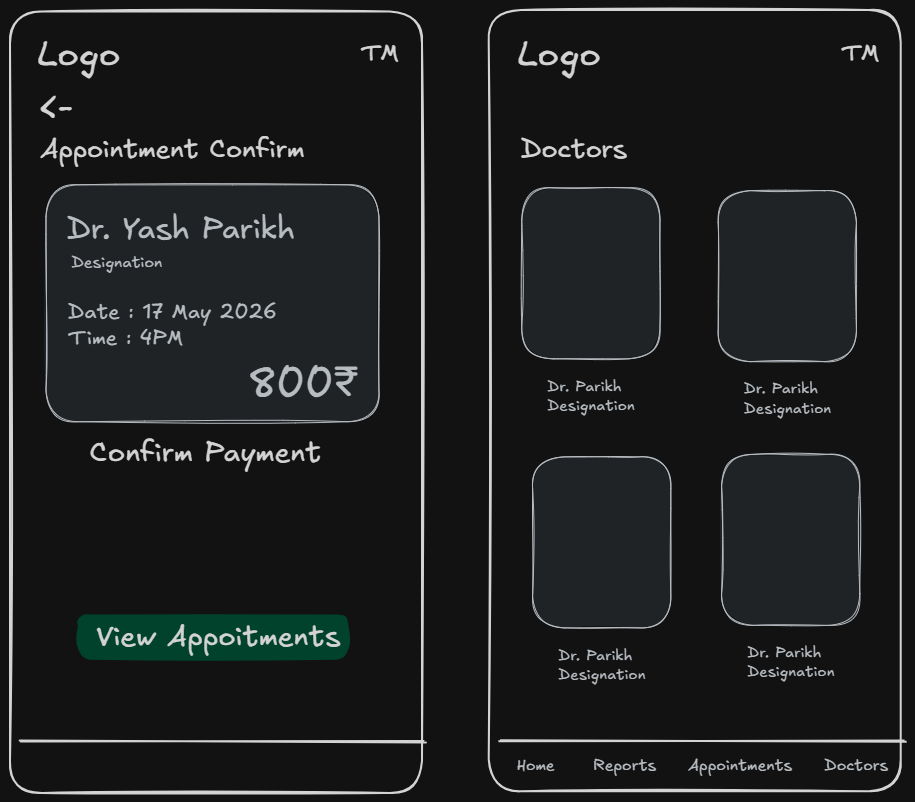 Logo
TM
<-
Appointment Confirm
Dr. Yash Parikh
Designation
Date : 17 May 2026
Time : 4PM
800₹
Confirm Payment
View Appoitments
Logo
TM
Doctors
Dr. Parikh
Designation
Dr. Parikh
Designation
Dr. Parikh
Designation
Dr. Parikh
Designation
Home Reports Appointments Doctors